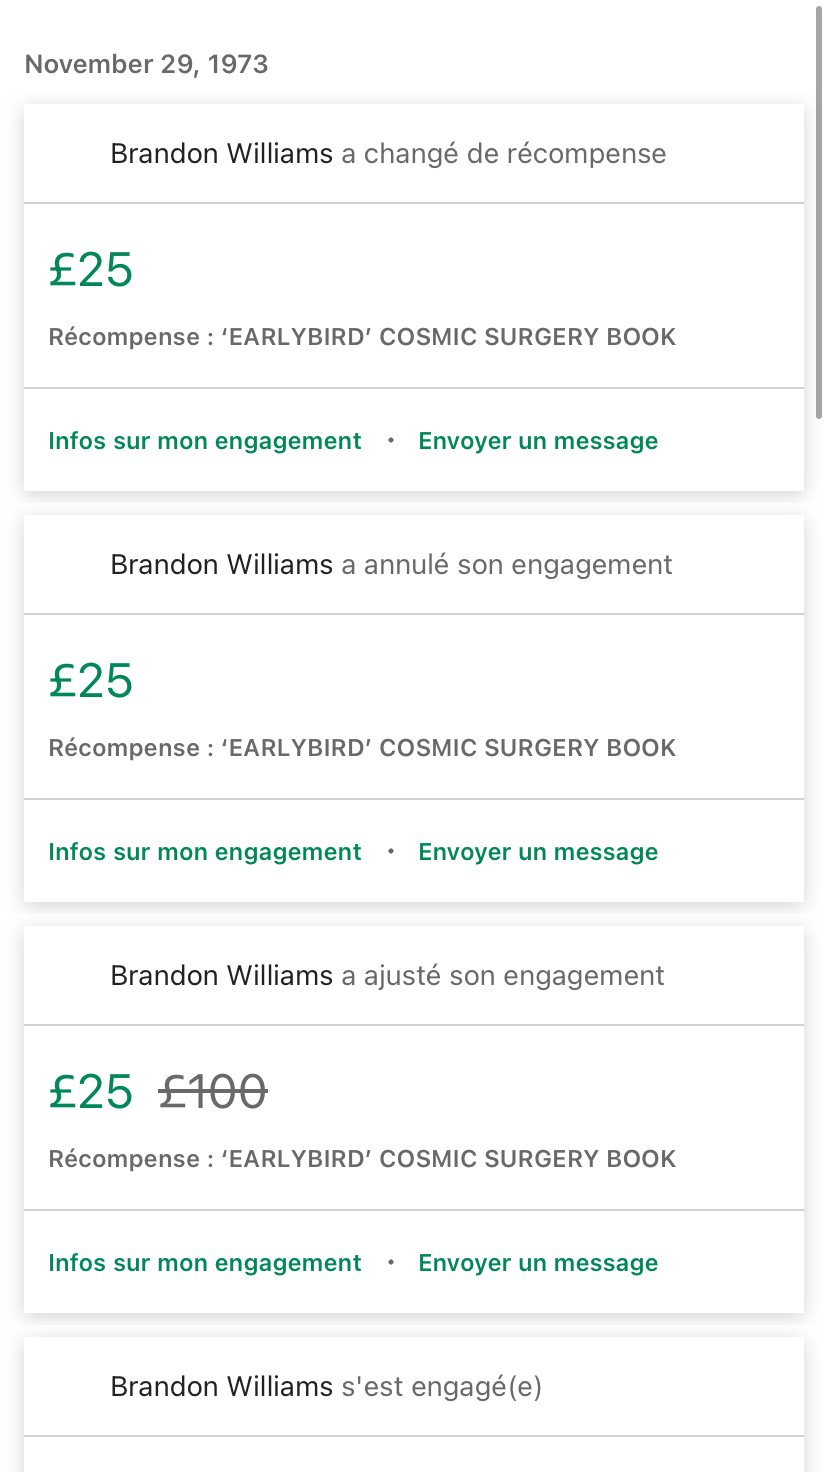 November 29, 1973
Brandon Williams a changé de récompense
£25
Récompense : ‘EARLYBIRD’ COSMIC SURGERY BOOK
Infos sur mon engagement • Envoyer un message
Brandon Williams a annulé son engagement
£25
Récompense : ‘EARLYBIRD’ COSMIC SURGERY BOOK
Infos sur mon engagement • Envoyer un message
Brandon Williams a ajusté son engagement
£25 £100
Récompense : ‘EARLYBIRD’ COSMIC SURGERY BOOK
Infos sur mon engagement • Envoyer un message
Brandon Williams s'est engagé(e)